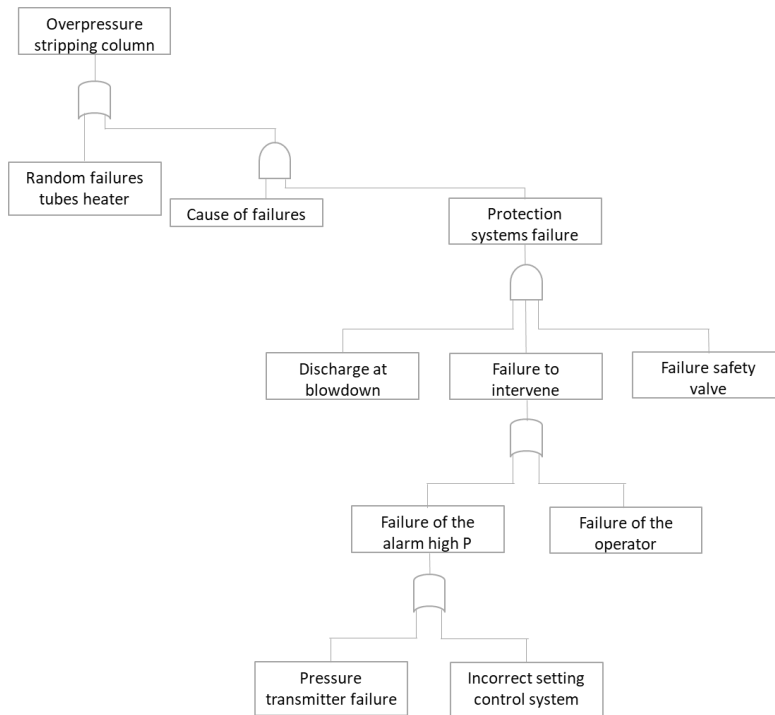 Overpressure
stripping column
Random failures
tubes heater
Cause of failures
Protection
systems failure
Discharge at
blowdown
Failure to
intervene
Failure safety
valve
Failure of the
alarm high P
Failure of the
operator
Pressure
transmitter failure
Incorrect setting
control system